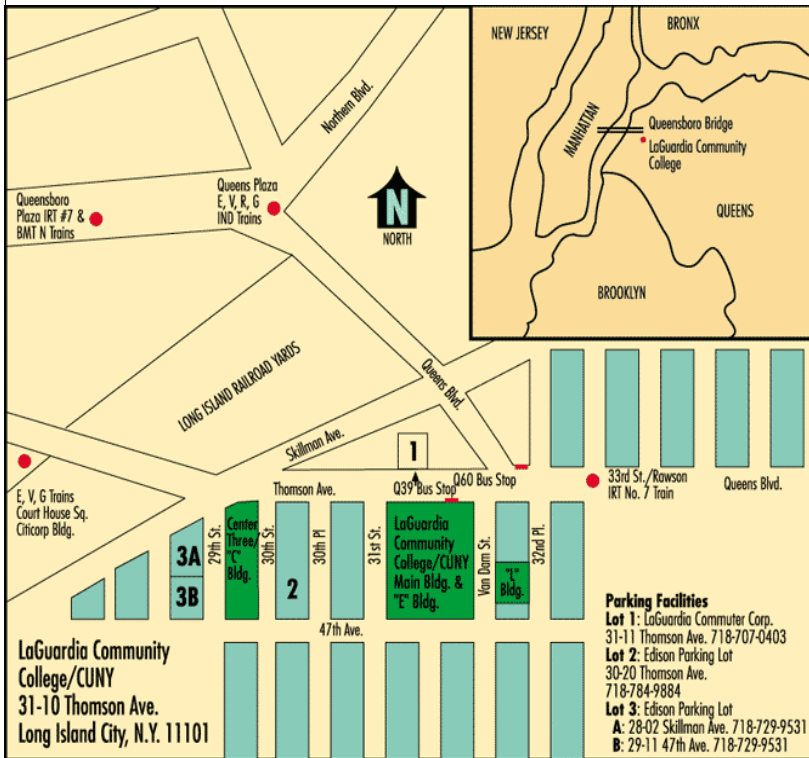 NEW JERSEY
BRONX
MANHATTAN
Queensboro Bridge
LaGuardia Community
College
QUEENS
BROOKLYN
Northern Blvd.
Queensboro
Plaza IRT #7 &
BMT N Trains
Queens Plaza
E, V, R, G
IND Trains
N
NORTH
LONG ISLAND RAILROAD YARDS
Queens Blvd.
Skillman Ave.
1
E, V, G Trains
Court House Sq.
Citicorp Bldg.
Thomson Ave.
Q39 Bus Stop
Q60 Bus Stop
33rd St./Rawson
IRT No. 7 Train
Queens Blvd.
3A
3B
29th St.
Center
Three/
"C"
Bldg.
30th St.
2
30th Pl
31st St.
LaGuardia
Community
College/CUNY
Main Bldg. &
"E" Bldg.
Van Dam St.
"L"
Bldg.
32nd Pl.
47th Ave.
LaGuardia Community
College/CUNY
31-10 Thomson Ave.
Long Island City, N.Y. 11101
Parking Facilities
Lot 1: LaGuardia Commuter Corp.
31-11 Thomson Ave. 718-707-0403
Lot 2: Edison Parking Lot
30-20 Thomson Ave.
718-784-9884
Lot 3: Edison Parking Lot
A: 28-02 Skillman Ave. 718-729-9531
B: 29-11 47th Ave. 718-729-9531